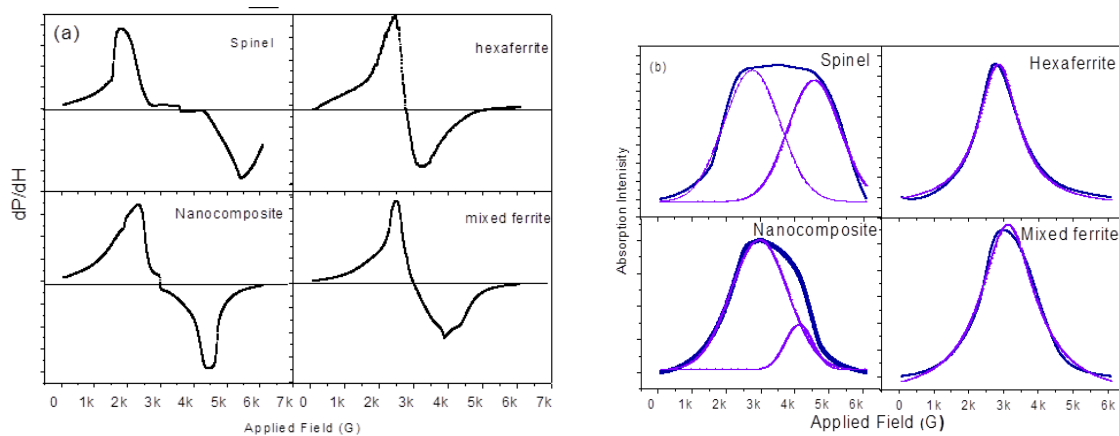 (a)
Spinel
hexaferrite
Nanocomposite
mixed ferrite
dP/dH
0 1k 2k 3k 4k 5k 6k 0 1k 2k 3k 4k 5k 6k 7k
Applied Field (G)
(b)
Spinel
Hexaferrite
Nanocomposite
Mixed ferrite
Absorption Intenisity
0 1k 2k 3k 4k 5k 6k 0 1k 2k 3k 4k 5k 6k
Applied Field (G)